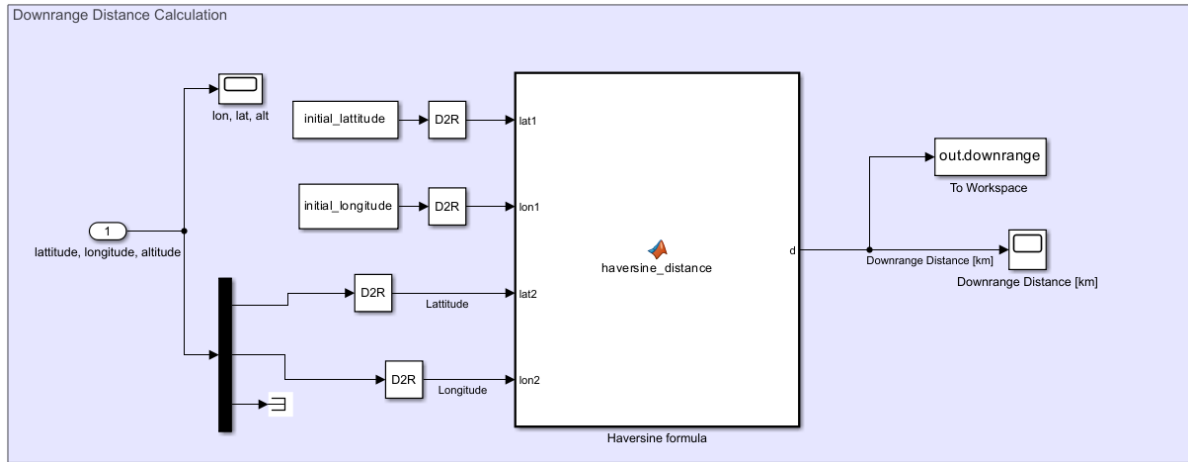 Downrange Distance Calculation
lon, lat, alt
initial_lattitude
D2R
lat1
initial_longitude
D2R
lon1
1
lattitude, longitude, altitude
D2R
Lattitude
lat2
D2R
Longitude
lon2
haversine_distance
d
Haversine formula
out.downrange
To Workspace
Downrange Distance [km]
Downrange Distance [km]